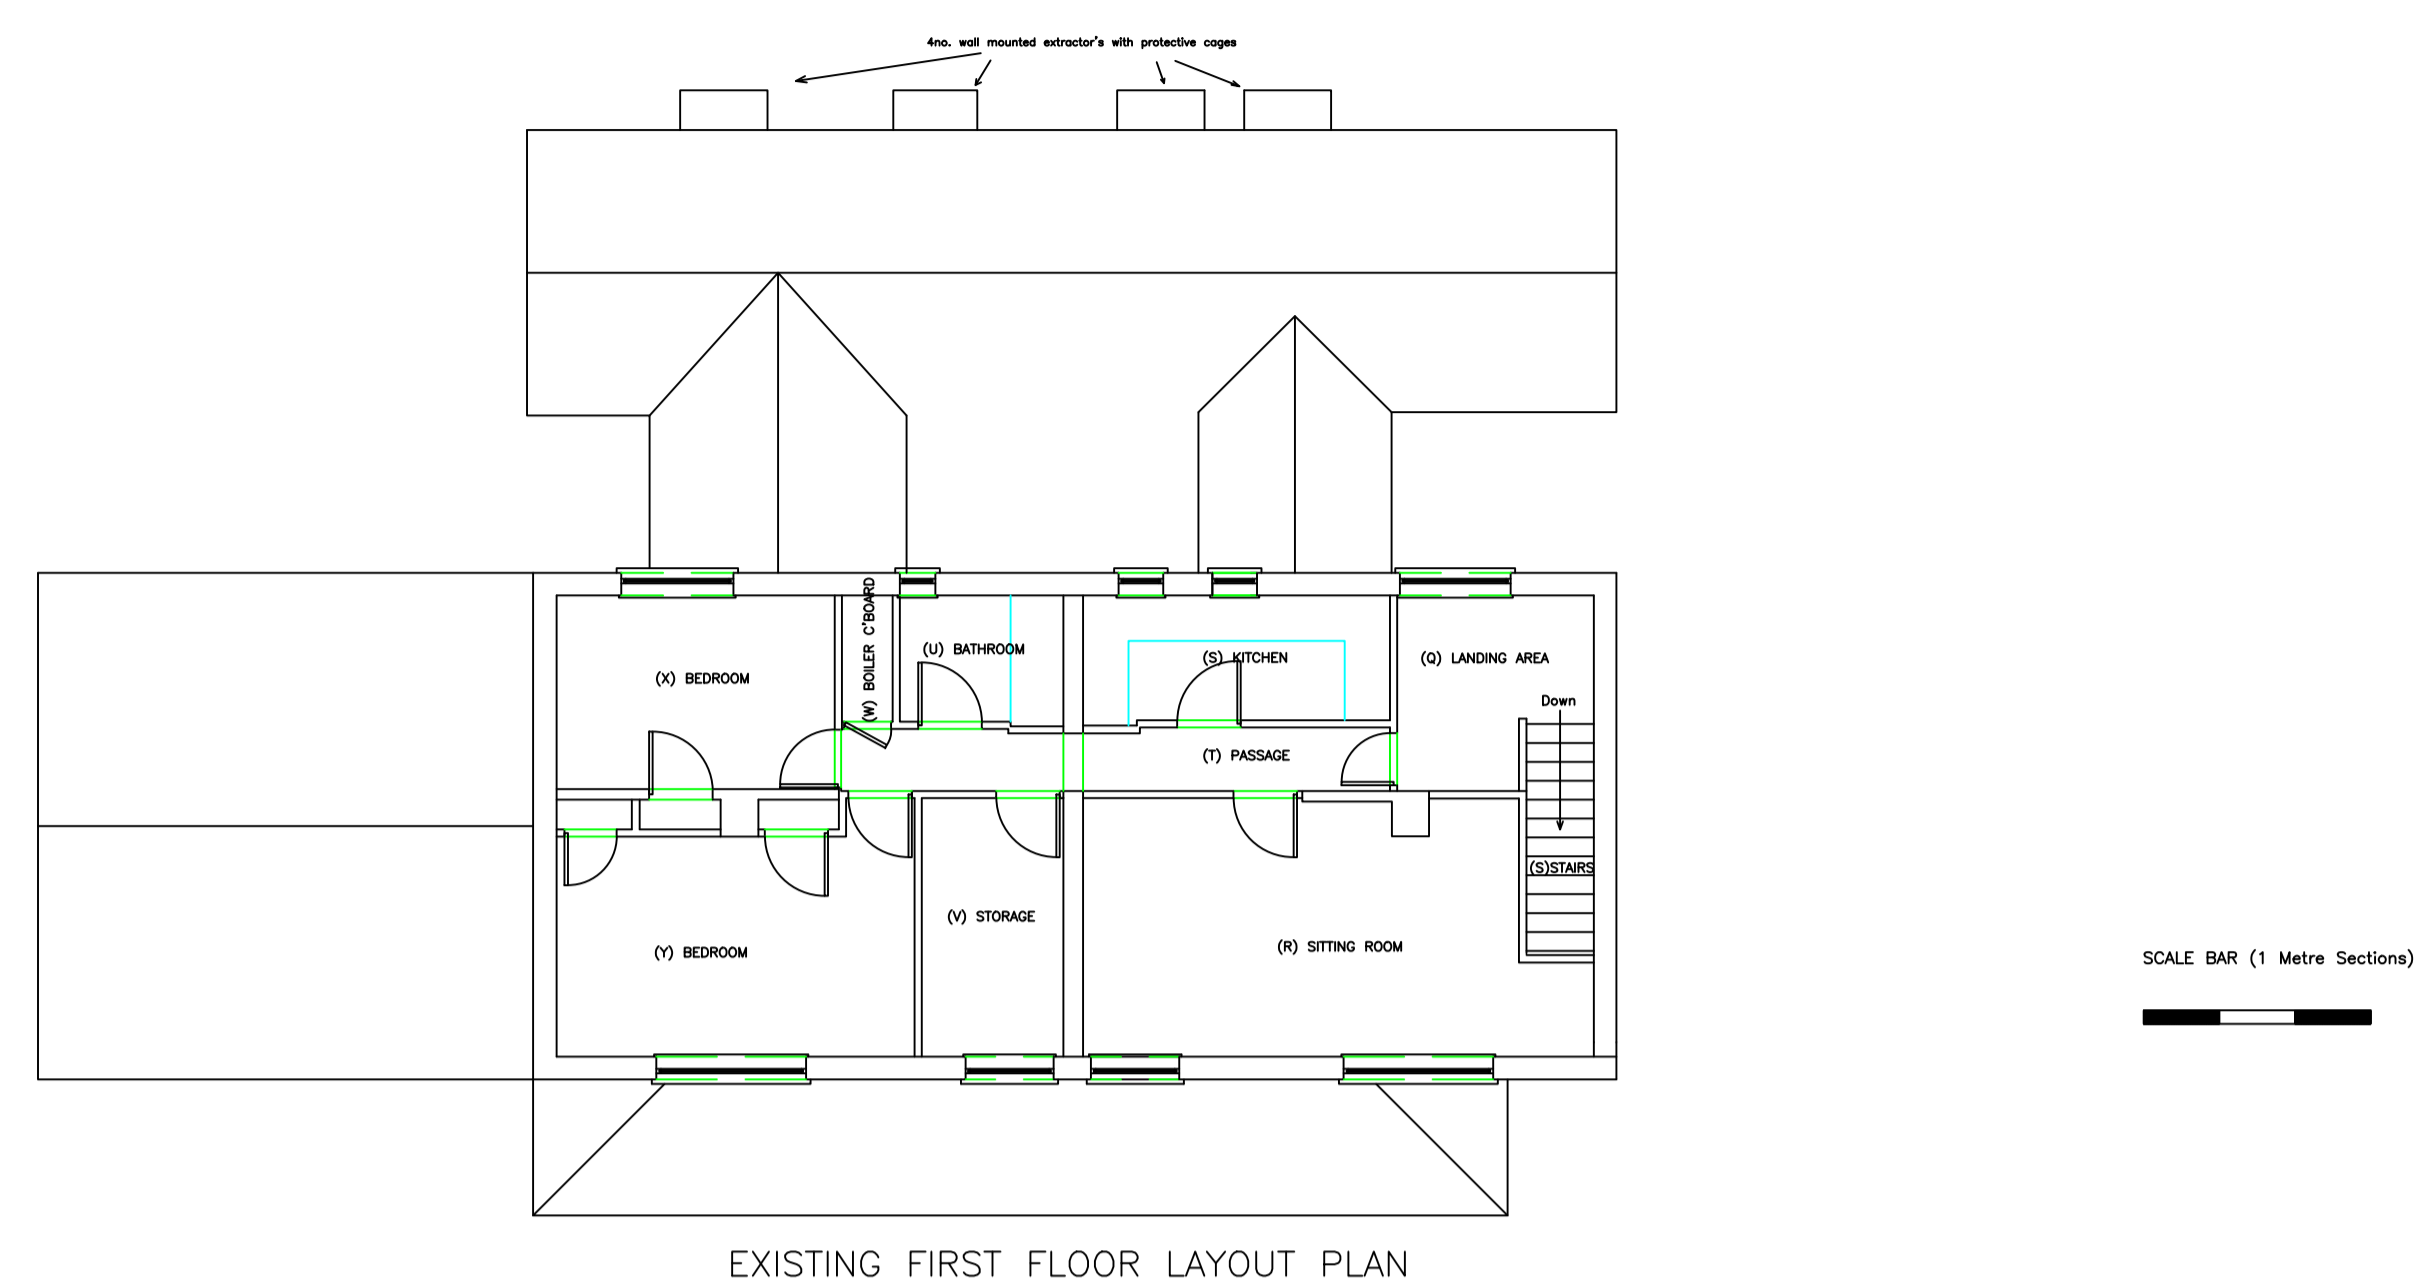 4no. wall mounted extractor's with protective cages
(W) BOILER C'BOARD
(U) BATHROOM
(S) KITCHEN
(Q) LANDING AREA
(X) BEDROOM
Down
(T) PASSAGE
(S)STAIRS
(V) STORAGE
(R) SITTING ROOM
(Y) BEDROOM
SCALE BAR (1 Metre Sections)
EXISTING FIRST FLOOR LAYOUT PLAN